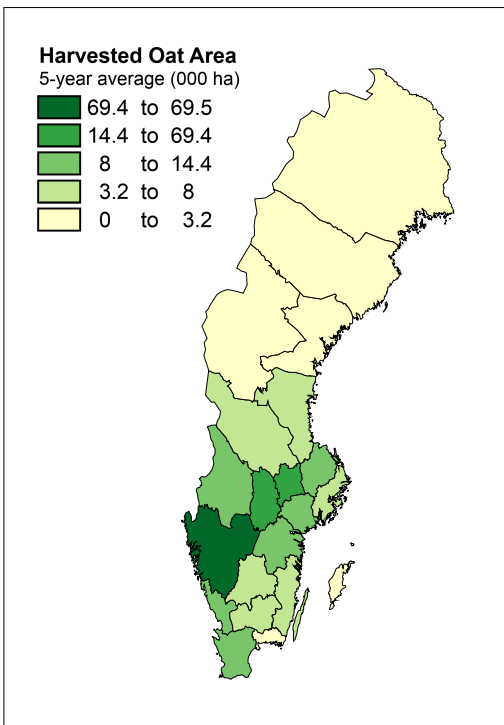 Harvested Oat Area
5-year average (000 ha)
69.4 to 69.5
14.4 to 69.4
8 to 14.4
3.2 to 8
0 to 3.2